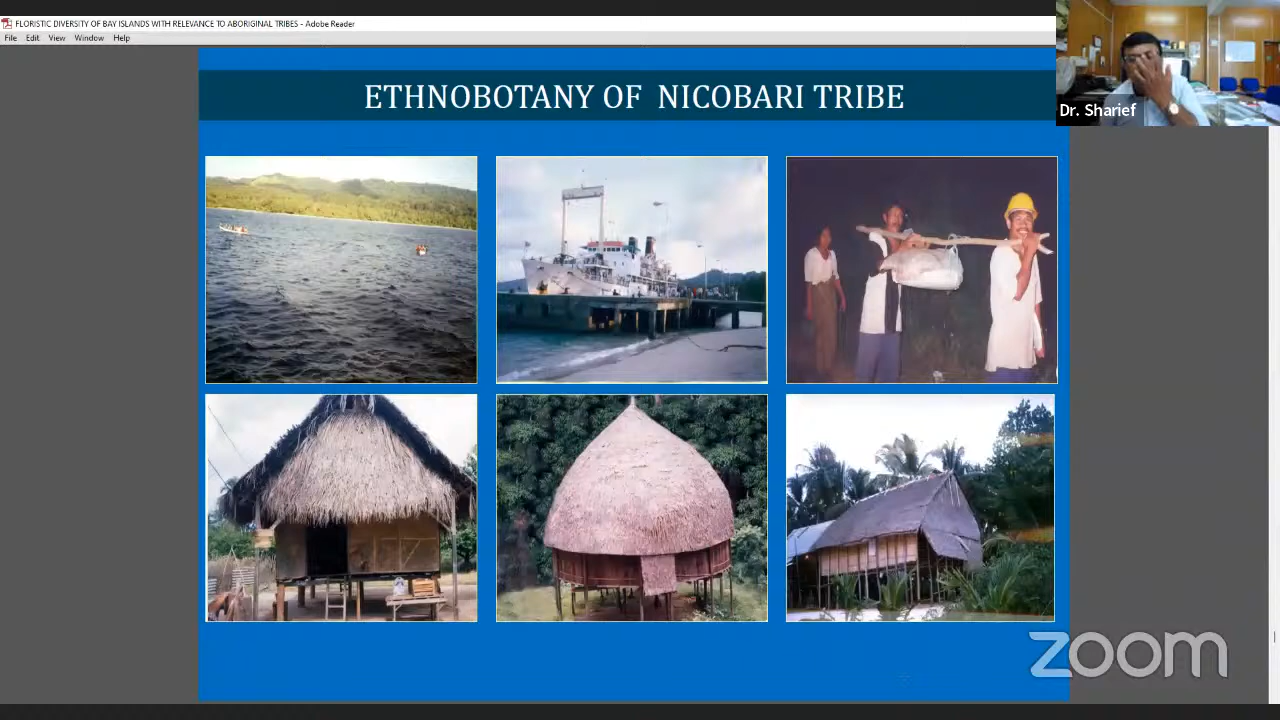 FLORISTIC DIVERSITY OF BAY ISLANDS WITH RELEVANCE TO ABORIGINAL TRIBES - Adobe Reader
File Edit View Window Help
ETHNOBOTANY OF NICOBARI TRIBE
Dr. Sharief
zoom